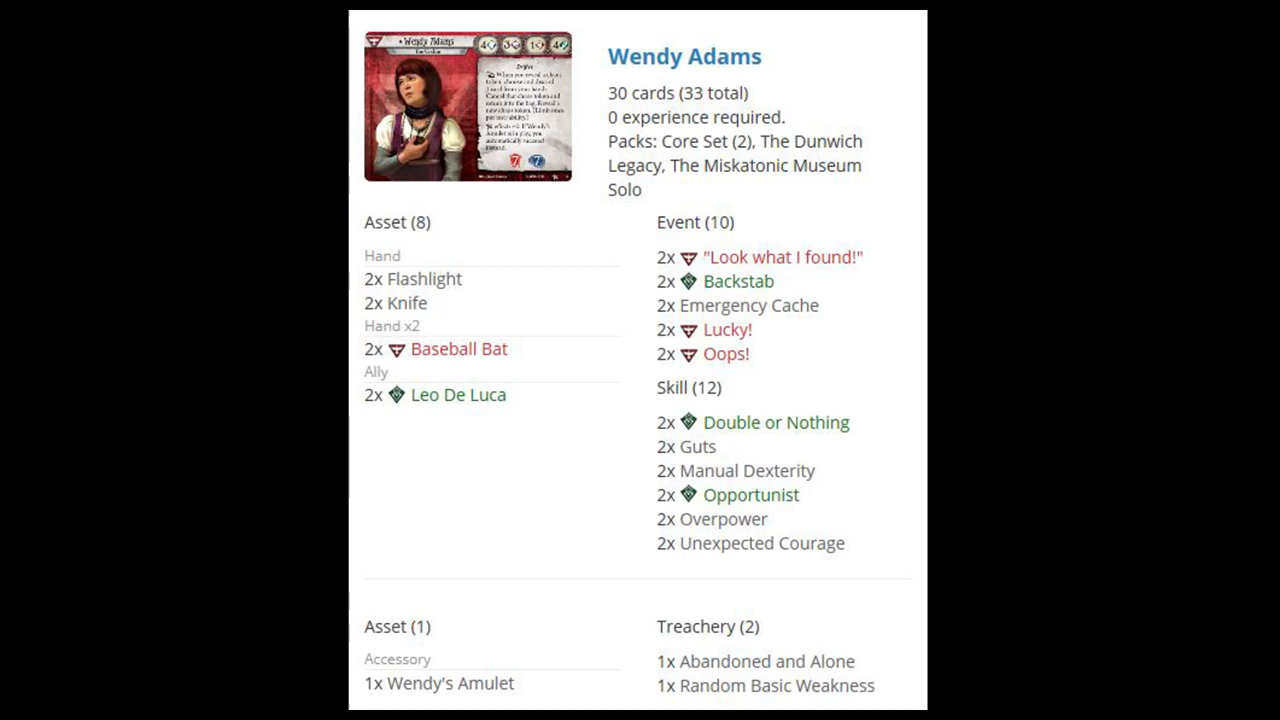 Wendy Adams
Wendy Adams
30 cards (33 total)
0 experience required.
Packs: Core Set (2), The Dunwich
Legacy, The Miskatonic Museum
Solo
Asset (8)
Hand
2x Flashlight
2x Knife
Hand x2
2x Baseball Bat
Ally
2x Leo De Luca
Event (10)
2x "Look what I found!"
2x Backstab
2x Emergency Cache
2x Lucky!
2x Oops!
Skill (12)
2x Double or Nothing
2x Guts
2x Manual Dexterity
2x Opportunist
2x Overpower
2x Unexpected Courage
Asset (1)
Accessory
1x Wendy's Amulet
Treachery (2)
1x Abandoned and Alone
1x Random Basic Weakness